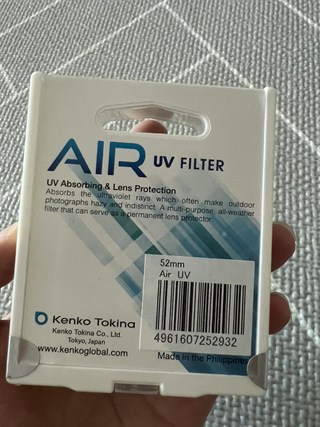 AIR UV FILTER
UV Absorbing & Lens Protection
Absorbs the ultraviolet rays which often make outdoor
photographs hazy and indistinct. A multi-purpose, all-weather
filter that can serve as a permanent lens protector.
52mm
Air UV
4961607252932
Kenko Tokina
Kenko Tokina Co., Ltd.
Tokyo, Japan
www.kenkoglobal.com
Made in the Philippines